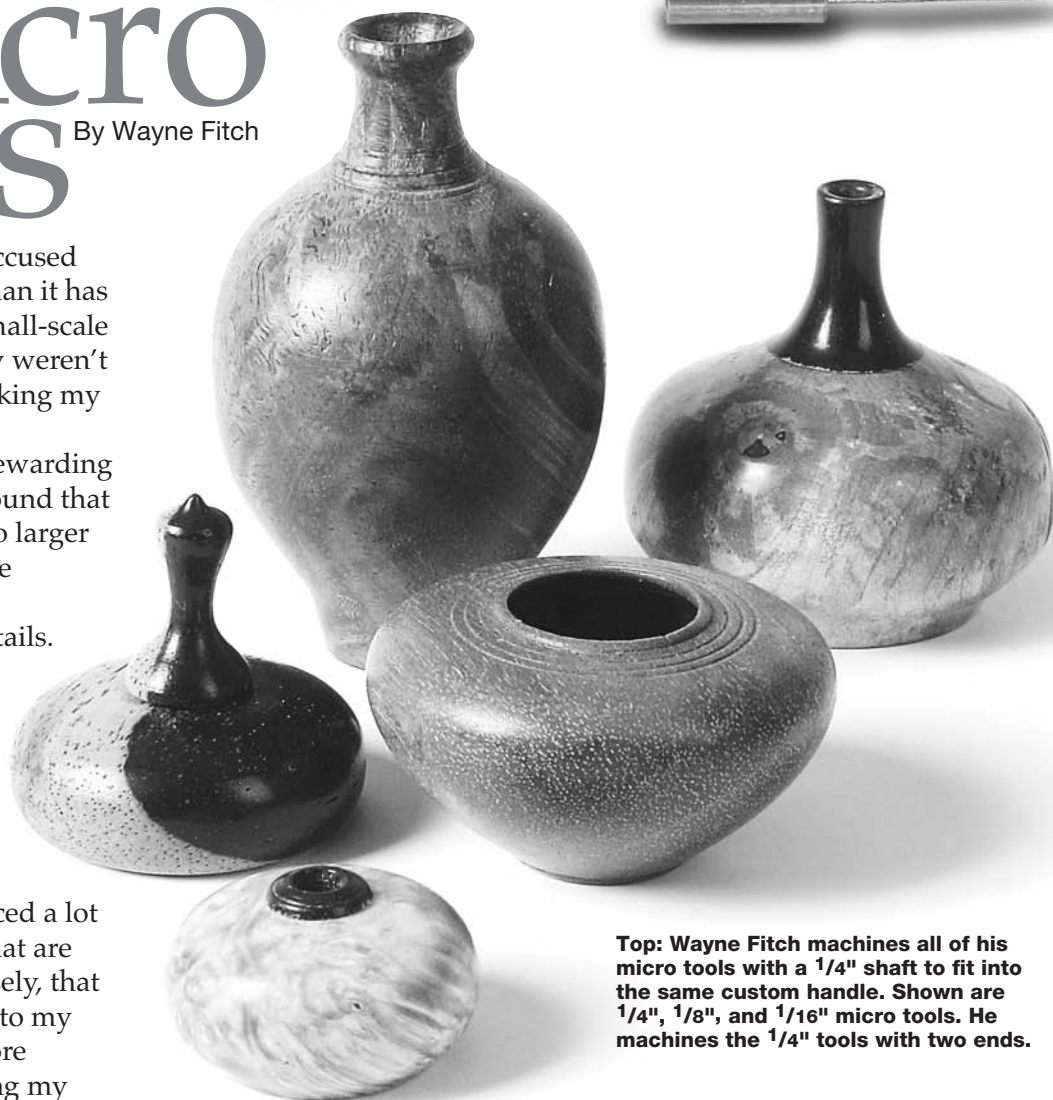 cro
s
By Wayne Fitch
ccused
an it has
nall-scale
weren't
king my
ewarding
ound that
o larger
e
tails.
ced a lot
hat are
ely, that
to my
ore
ng my
Top: Wayne Fitch machines all of his
micro tools with a 1/4" shaft to fit into
the same custom handle. Shown are
1/4", 1/8", and 1/16" micro tools. He
machines the 1/4" tools with two ends.